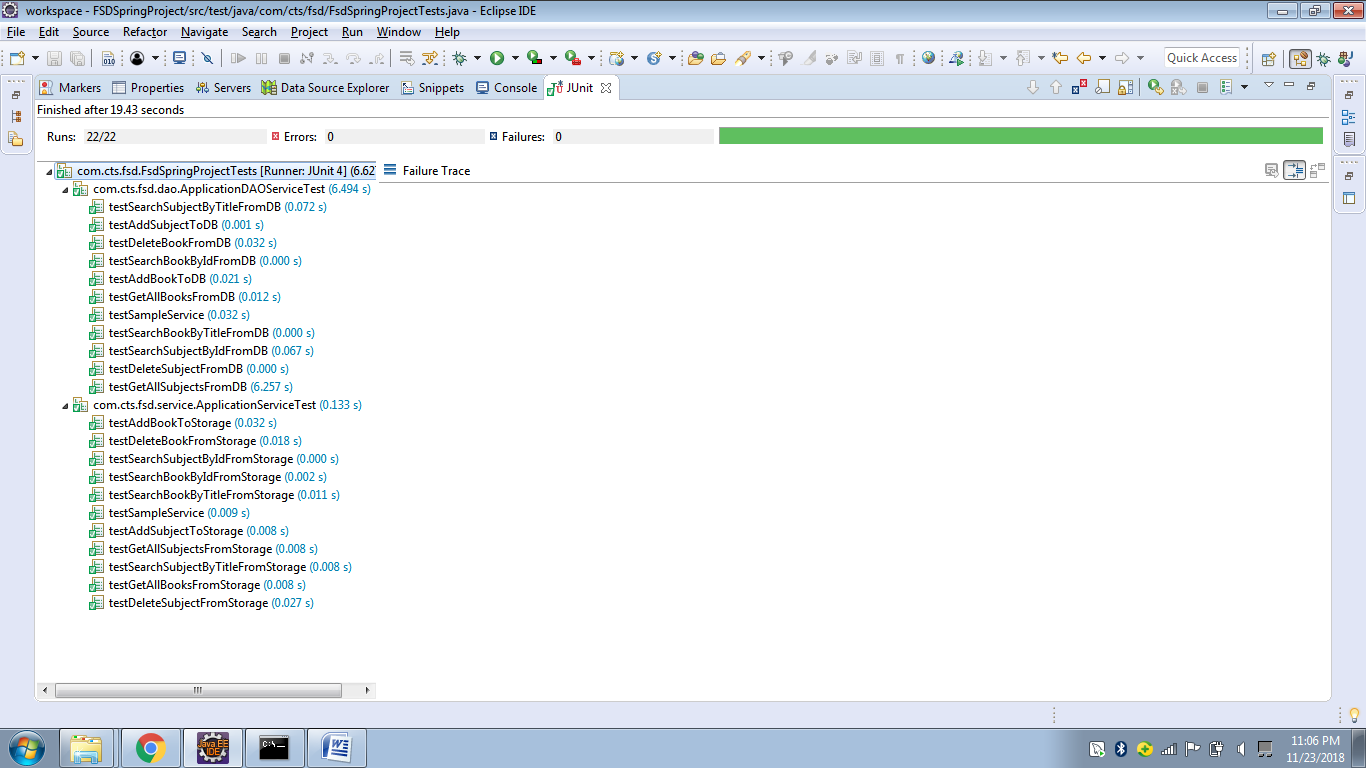 workspace - FSDSpringProject/src/test/java/com/cts/fsd/FsdSpringProjectTests.java - Eclipse IDE
File Edit Source Refactor Navigate Search Project Run Window Help
Quick Access
Markers Properties Servers Data Source Explorer Snippets Console JUnit
Finished after 19.43 seconds
Runs: 22/22 Errors: 0 Failures: 0
com.cts.fsd.FsdSpringProjectTests [Runner: JUnit 4] (6.627
Failure Trace
com.cts.fsd.dao.ApplicationDAOServiceTest (6.494 s)
testSearchSubjectByTitleFromDB (0.072 s)
testAddSubjectToDB (0.001 s)
testDeleteBookFromDB (0.032 s)
testSearchBookByIdFromDB (0.000 s)
testAddBookToDB (0.021 s)
testGetAllBooksFromDB (0.012 s)
testSampleService (0.032 s)
testSearchBookByTitleFromDB (0.000 s)
testSearchSubjectByIdFromDB (0.067 s)
testDeleteSubjectFromDB (0.000 s)
testGetAllSubjectsFromDB (6.257 s)
com.cts.fsd.service.ApplicationServiceTest (0.133 s)
testAddBookToStorage (0.032 s)
testDeleteBookFromStorage (0.018 s)
testSearchSubjectByIdFromStorage (0.000 s)
testSearchBookByIdFromStorage (0.002 s)
testSearchBookByTitleFromStorage (0.011 s)
testSampleService (0.009 s)
testAddSubjectToStorage (0.008 s)
testGetAllSubjectsFromStorage (0.008 s)
testSearchSubjectByTitleFromStorage (0.008 s)
testGetAllBooksFromStorage (0.008 s)
testDeleteSubjectFromStorage (0.027 s)
Java EE
IDE
C:\
11:06 PM
11/23/2018